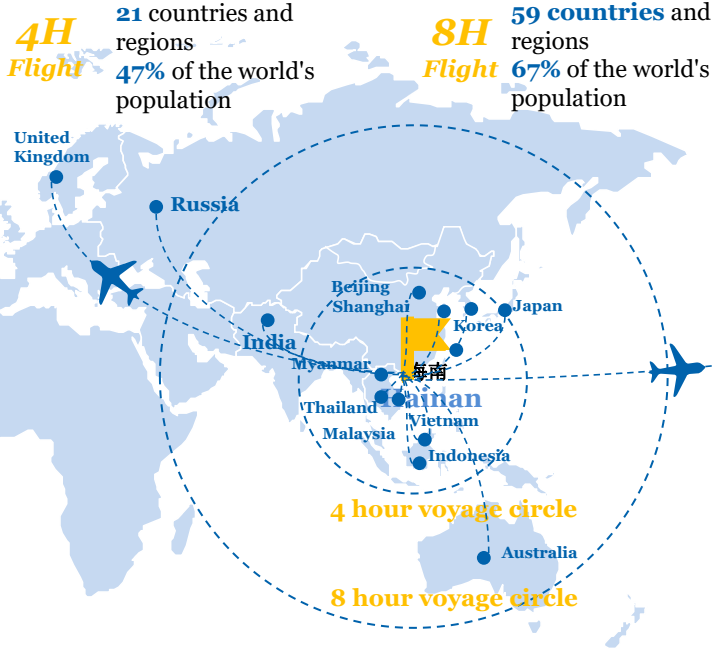 4H
Flight
21 countries and
regions
47% of the world's
population
8H
Flight
59 countries and
regions
67% of the world's
population
United
Kingdom
Russia
Beijing
Shanghai
Japan
Korea
India
Myanmar
海南
Hainan
Thailand
Vietnam
Malaysia
Indonesia
4 hour voyage circle
Australia
8 hour voyage circle